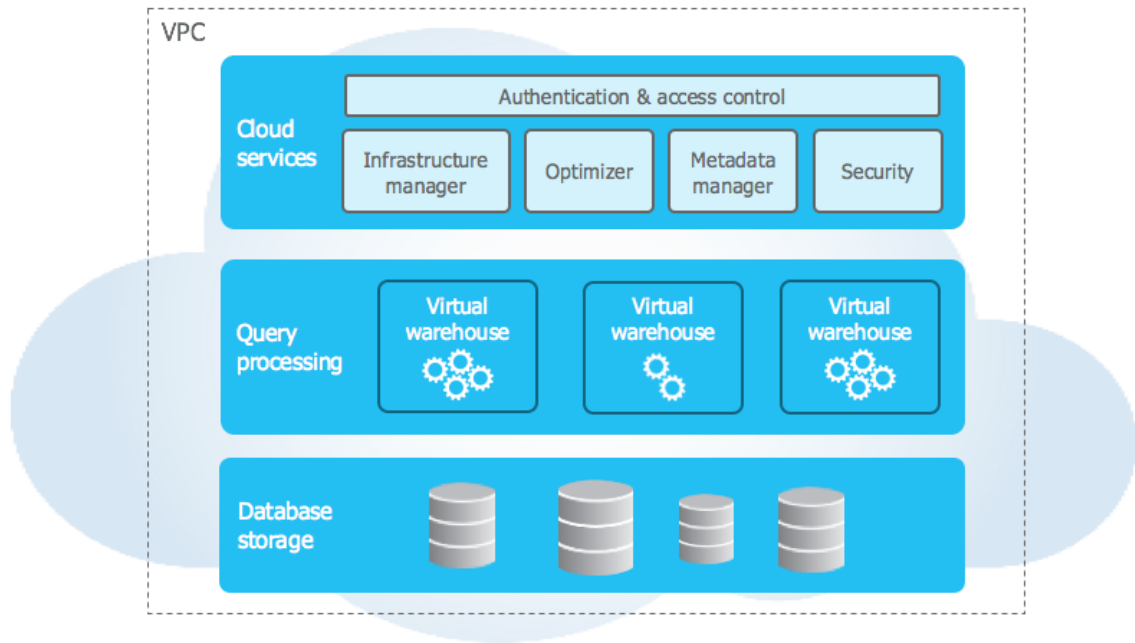 VPC
Authentication & access control
Cloud
services
Infrastructure
manager
Optimizer
Metadata
manager
Security
Query
processing
Virtual
warehouse
Virtual
warehouse
Virtual
warehouse
Database
storage